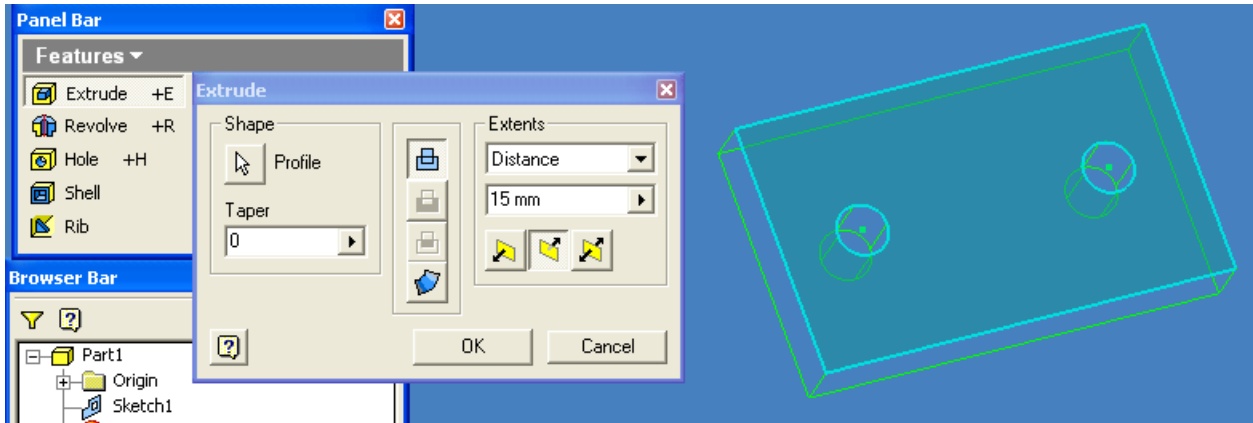 Panel Bar
Features
Extrude +E
Revolve +R
Hole +H
Shell
Rib
Browser Bar
Part1
Origin
Sketch1
Extrude
Shape
Profile
Taper
0
Extents
Distance
15 mm
OK
Cancel